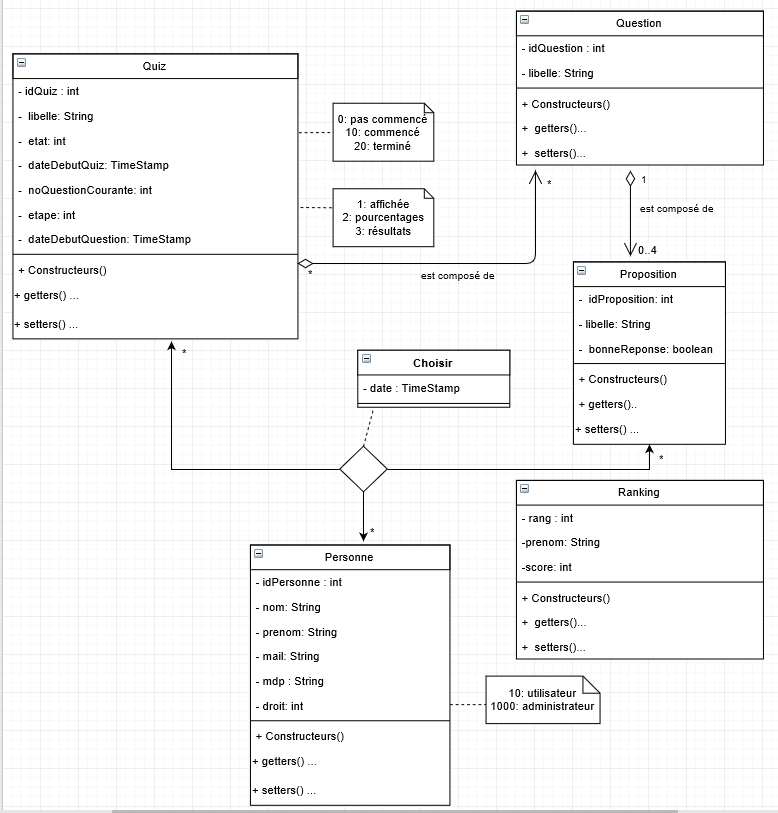 Quiz
- idQuiz : int
- libelle: String
- etat: int
- dateDebutQuiz: TimeStamp
- noQuestionCourante: int
- etape: int
- dateDebutQuestion: TimeStamp
+ Constructeurs()
+ getters() ...
+ setters() ...
*
*
0: pas commencé
10: commencé
20: terminé
1: affichée
2: pourcentages
3: résultats
est composé de
Question
- idQuestion : int
- libelle: String
+ Constructeurs()
+ getters()...
+ setters()...
*
1
est composé de
0..4
Proposition
- idProposition: int
- libelle: String
- bonneReponse: boolean
+ Constructeurs()
+ getters()..
+ setters() ...
*
Choisir
- date : TimeStamp
*
Personne
- idPersonne : int
- nom: String
- prenom: String
- mail: String
- mdp : String
- droit: int
+ Constructeurs()
+ getters() ...
+ setters() ...
10: utilisateur
1000: administrateur
Ranking
- rang : int
-prenom: String
-score: int
+ Constructeurs()
+ getters()...
+ setters()...